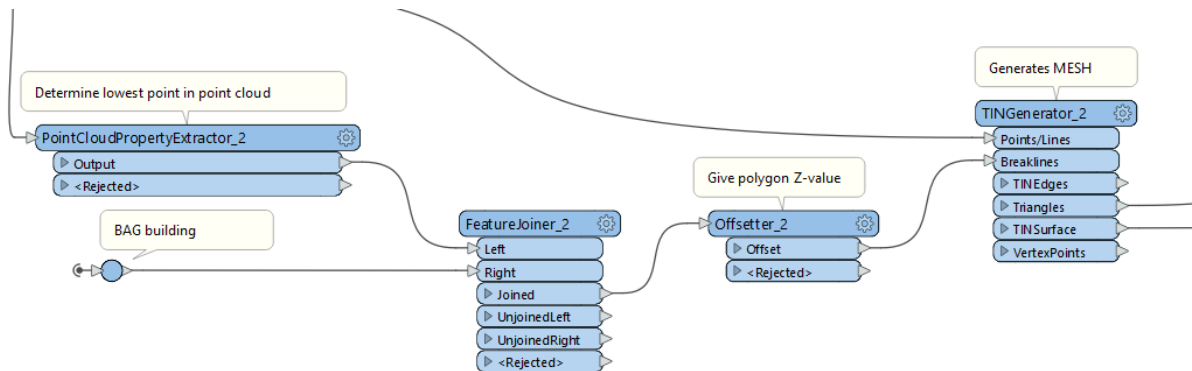 Determine lowest point in point cloud
PointCloudPropertyExtractor_2
Output
<Rejected>
BAG building
FeatureJoiner_2
Left
Right
Joined
UnjoinedLeft
UnjoinedRight
<Rejected>
Give polygon Z-value
Offsetter_2
Offset
<Rejected>
Generates MESH
TINGenerator_2
Points/Lines
Breaklines
TINEdges
Triangles
TINSurface
VertexPoints